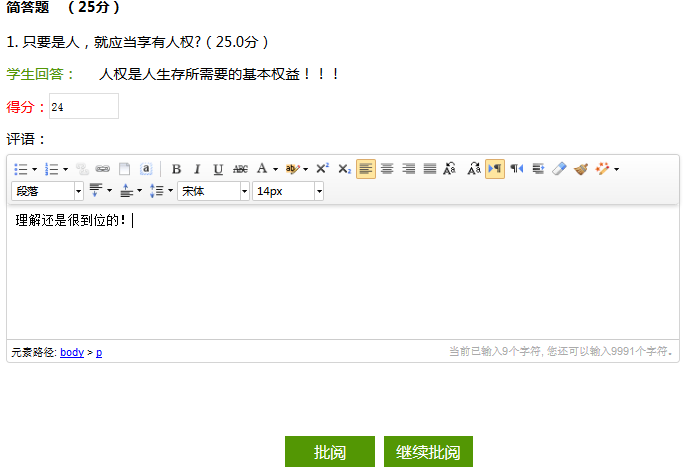 简答题 （25分）
1. 只要是人，就应当享有人权?（25.0分）
学生回答： 人权是人生存所需要的基本权益！！！
得分：24
评语：
B I U ABC A ab X² X₂ a
段落 宋体 14px
理解还是很到位的！
元素路径: body > p 当前已输入9个字符, 您还可以输入9991个字符。
批阅 继续批阅